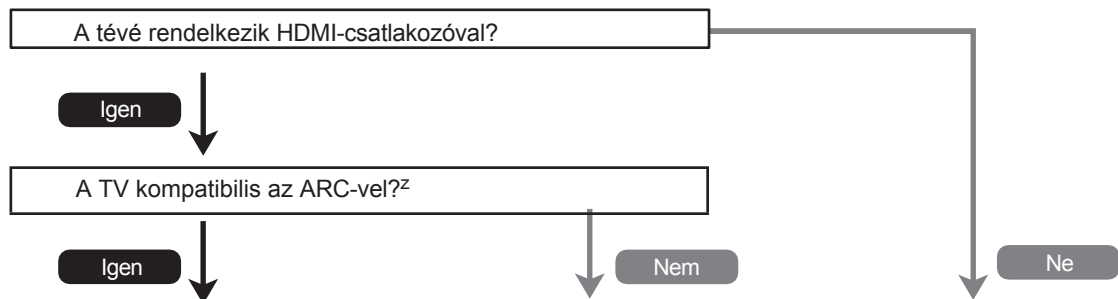 A tévé rendelkezik HDMI-csatlakozóval?
Igen
A TV kompatibilis az ARC-vel?z
Igen
Nem
Ne